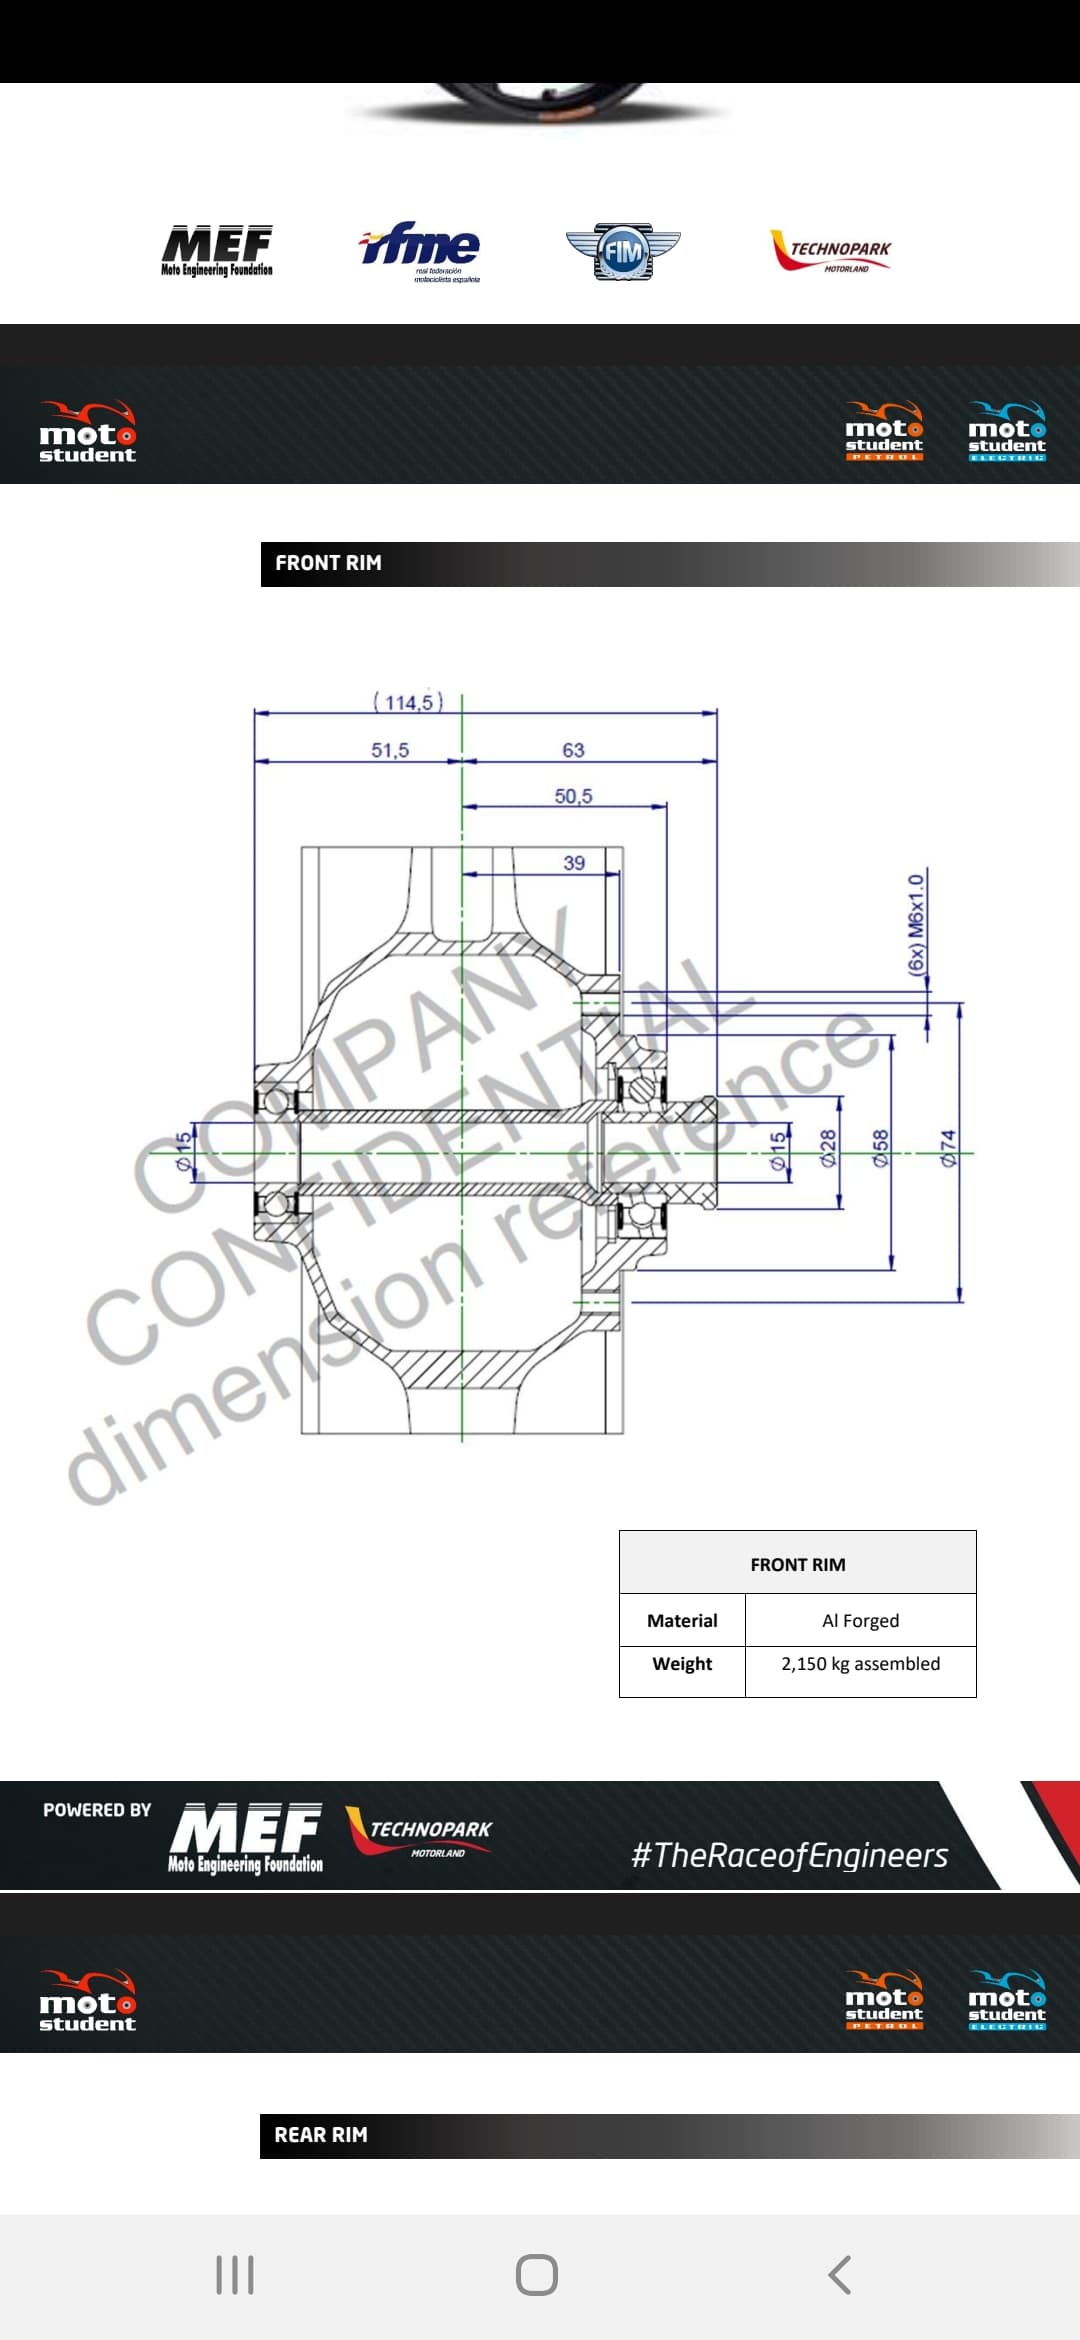 MEF
Moto Engineering Foundation
rfme
real federación
motociclista española
FIM
TECHNOPARK
MOTORLAND
moto
student
moto
student
PETROL
moto
student
ELECTRIC
FRONT RIM
(114,5)
51,5
63
50,5
39
(6x) M6x1.0
Ø15
Ø15
Ø28
Ø58
Ø74
COMPANY
CONFIDENTIAL
dimension reference
FRONT RIM
Material
Al Forged
Weight
2,150 kg assembled
POWERED BY
MEF
Moto Engineering Foundation
TECHNOPARK
MOTORLAND
#TheRaceofEngineers
moto
student
moto
student
PETROL
moto
student
ELECTRIC
REAR RIM